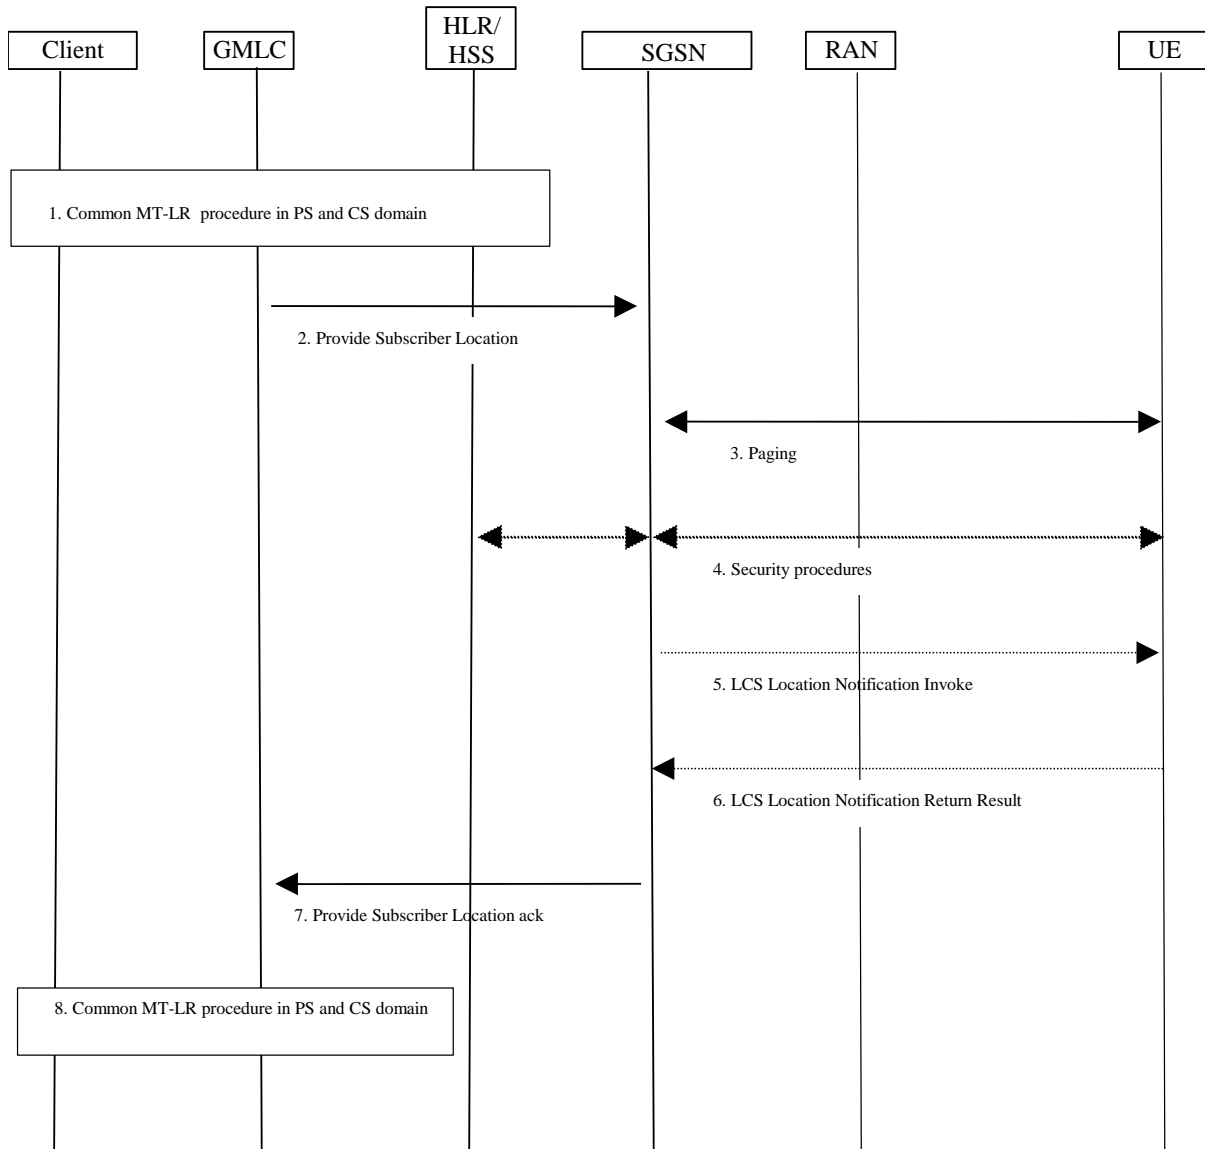 Client
GMLC
HLR/
HSS
SGSN
RAN
UE
1. Common MT-LR procedure in PS and CS domain
2. Provide Subscriber Location
3. Paging
4. Security procedures
5. LCS Location Notification Invoke
6. LCS Location Notification Return Result
7. Provide Subscriber Location ack
8. Common MT-LR procedure in PS and CS domain